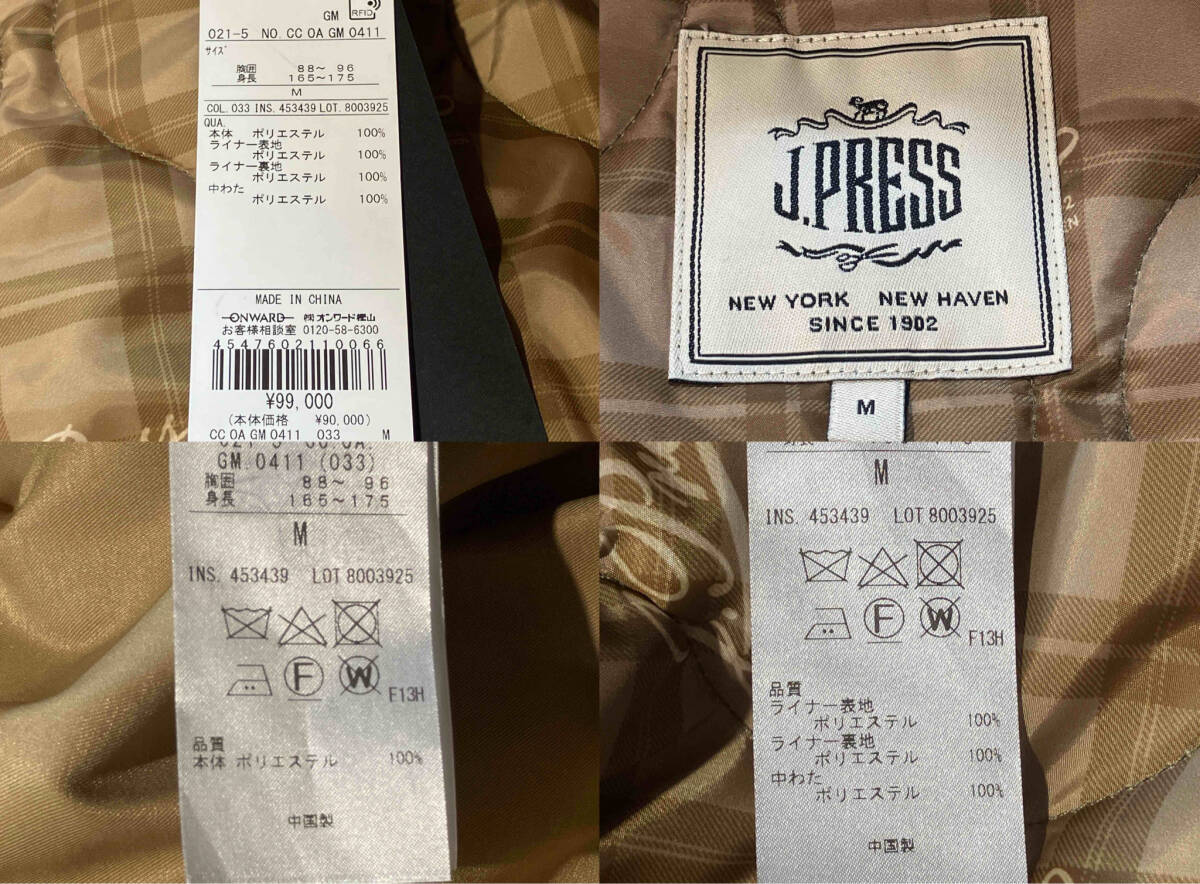 GM
RFID
021-5 NO. CC OA GM 0411
サイズ
胸囲 88～ 96
身長 165～175
M
COL. 033 INS. 453439 LOT. 8003925
QUA.
本体 ポリエステル 100%
ライナー表地
ポリエステル 100%
ライナー裏地
ポリエステル 100%
中わた
ポリエステル 100%
MADE IN CHINA
ONWARD ㈱オンワード樫山
お客様相談室 0120-58-6300
4547602110066
¥99,000
(本体価格 ¥90,000)
CC OA GM 0411 033 M
J.PRESS
NEW YORK NEW HAVEN
SINCE 1902
M
GM. 0411 (033)
胸囲 88～ 96
身長 165～175
M
INS. 453439 LOT 8003925
F
W
F13H
品質
本体 ポリエステル 100%
中国製
M
INS. 453439 LOT 8003925
F
W
F13H
品質
ライナー表地
ポリエステル 100%
ライナー裏地
ポリエステル 100%
中わた
ポリエステル 100%
中国製